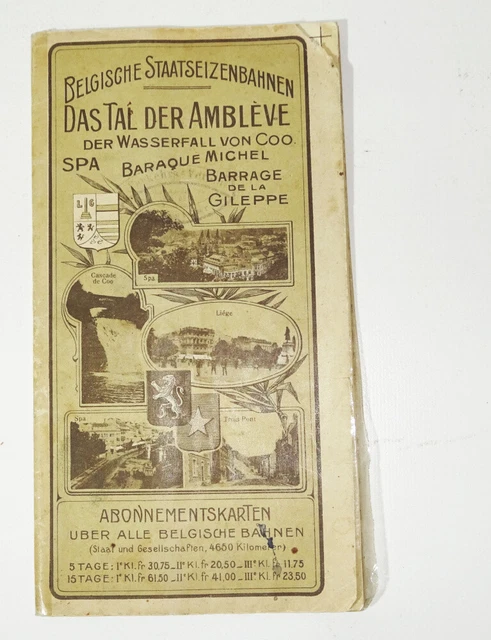 BELGISCHE STAATSEIZENBAHNEN
DAS TAL DER AMBLÈVE
DER WASSERFALL VON COO.
SPA BARAQUE MICHEL
BARRAGE
DE LA
GILEPPE
L G
Spa
Cascade
de Coo
Liége
Spa
Trois Ponts
ABONNEMENTSKARTEN
UBER ALLE BELGISCHE BAHNEN
(Staat und Gesellschaften, 4650 Kilometer)
5 TAGE: Iᵉ Kl. Fr 30,75 _ IIᵉ Kl. Fr 20,50 _ IIIᵉ Kl. Fr 11.75
15 TAGE: Iᵉ Kl. Fr 61,50 _ IIᵉ Kl. Fr 41,00 _ IIIᵉ Kl. Fr 23,50